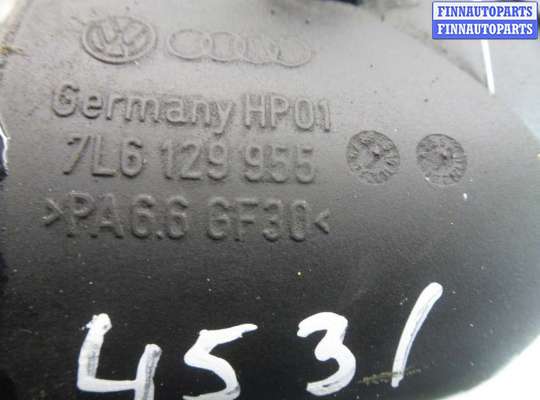 FINNAUTOPARTS
FINNAUTOPARTS
Germany HP01
7L6 129 955
>PA6.6 GF30<
4531